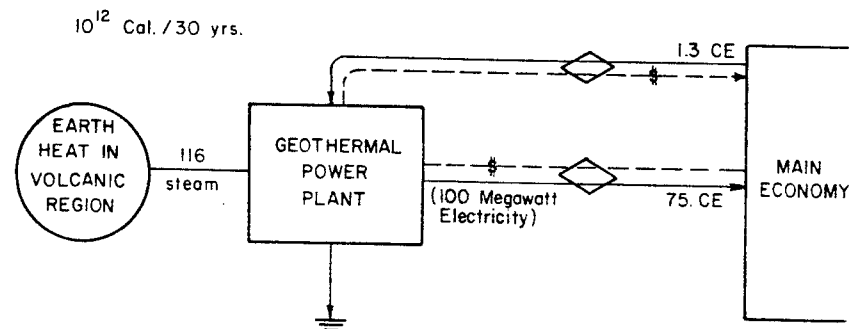 10¹² Cal./30 yrs.
1.3 CE
$
EARTH
HEAT IN
VOLCANIC
REGION
116
steam
GEOTHERMAL
POWER
PLANT
$
(100 Megawatt
Electricity)
75. CE
MAIN
ECONOMY